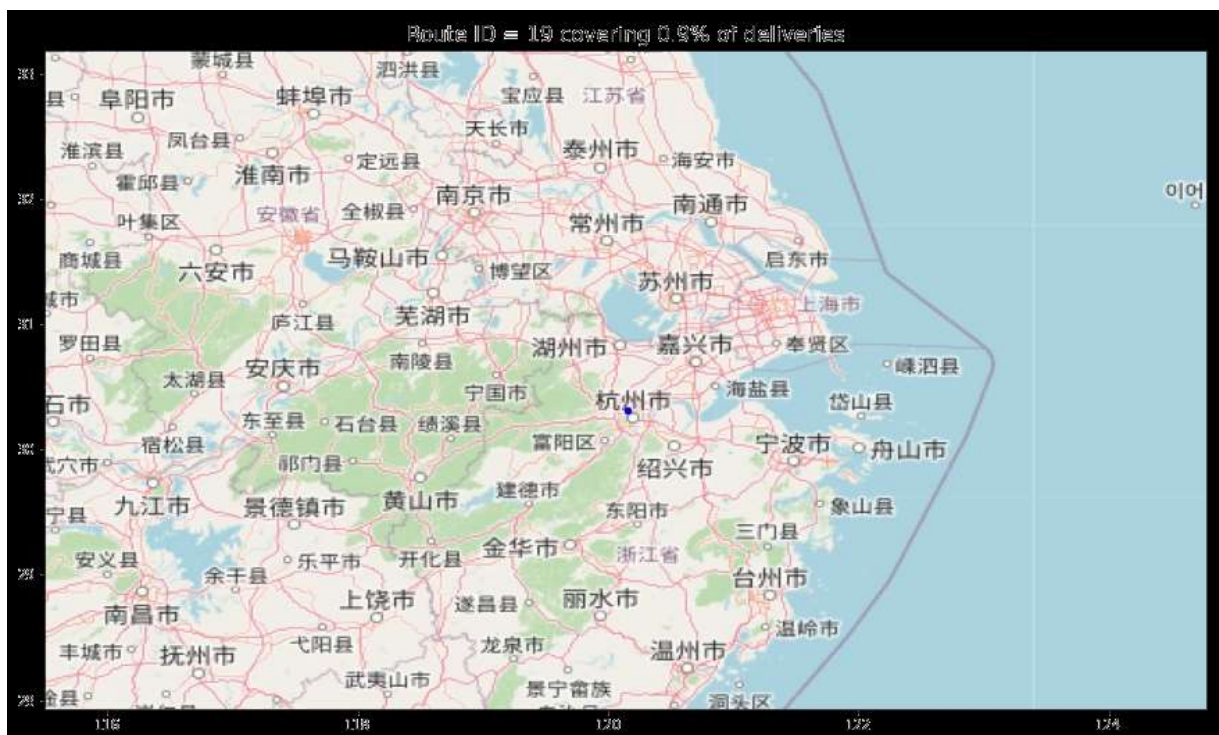 Route ID = 19 covering 0.9% of deliveries
蒙城县
泗洪县
阜阳市
蚌埠市
宝应县
江苏省
天长市
凤台县
淮滨县
定远县
泰州市
海安市
淮南市
霍邱县
南京市
이어
叶集区
安徽省
全椒县
常州市
南通市
商城县
六安市
马鞍山市
博望区
启东市
苏州市
上海市
庐江县
芜湖市
罗田县
南陵县
湖州市
嘉兴市
奉贤区
安庆市
嵊泗县
太湖县
宁国市
海盐县
杭州市
岱山县
石市
东至县
石台县
绩溪县
富阳区
宁波市
舟山市
宿松县
祁门县
绍兴市
九江市
景德镇市
黄山市
建德市
东阳市
象山县
三门县
安义县
乐平市
开化县
金华市
浙江省
余干县
台州市
南昌市
上饶市
遂昌县
丽水市
弋阳县
温岭市
丰城市
抚州市
龙泉市
温州市
武夷山市
景宁畲族
洞头区
116
118
120
122
124